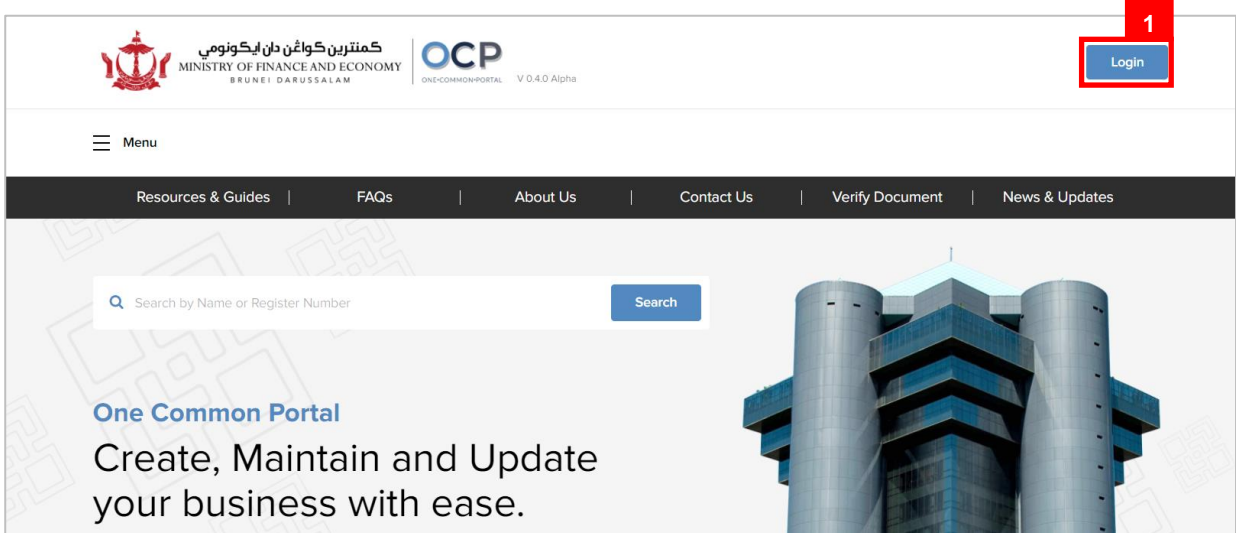 1
كمنترين كواڠن دان ايكونومي
MINISTRY OF FINANCE AND ECONOMY
BRUNEI DARUSSALAM
OCP
ONE•COMMON•PORTAL
V 0.4.0 Alpha
Login
Menu
Resources & Guides | FAQs | About Us | Contact Us | Verify Document | News & Updates
Search by Name or Register Number
Search
One Common Portal
Create, Maintain and Update
your business with ease.